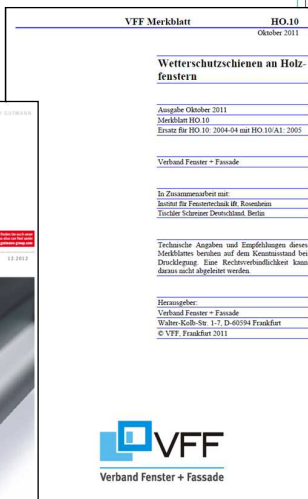 VFF Merkblatt HO.10
Oktober 2011
Wetterschutzschienen an Holz-
fenstern
Ausgabe Oktober 2011
Merkblatt HO.10
Ersatz für HO.10: 2004-04 mit HO.10/A1: 2005
Verband Fenster + Fassade
In Zusammenarbeit mit:
Institut für Fenstertechnik ift, Rosenheim
Tischler Schreiner Deutschland, Berlin
Technische Angaben und Empfehlungen dieses
Merkblattes beruhen auf dem Kenntnisstand bei
Drucklegung. Eine Rechtsverbindlichkeit kann
daraus nicht abgeleitet werden.
Herausgeber:
Verband Fenster + Fassade
Walter-Kolb-Str. 1-7, D-60594 Frankfurt
© VFF, Frankfurt 2011
VFF
Verband Fenster + Fassade
GUTMANN
12.2012